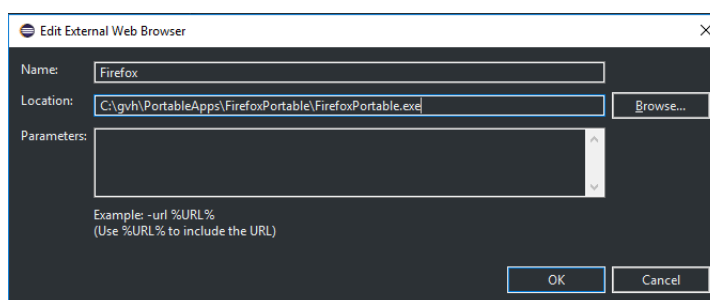 Edit External Web Browser
Name: Firefox
Location: C:\gvh\PortableApps\FirefoxPortable\FirefoxPortable.exe Browse...
Parameters:
Example: -url %URL%
(Use %URL% to include the URL)
OK Cancel